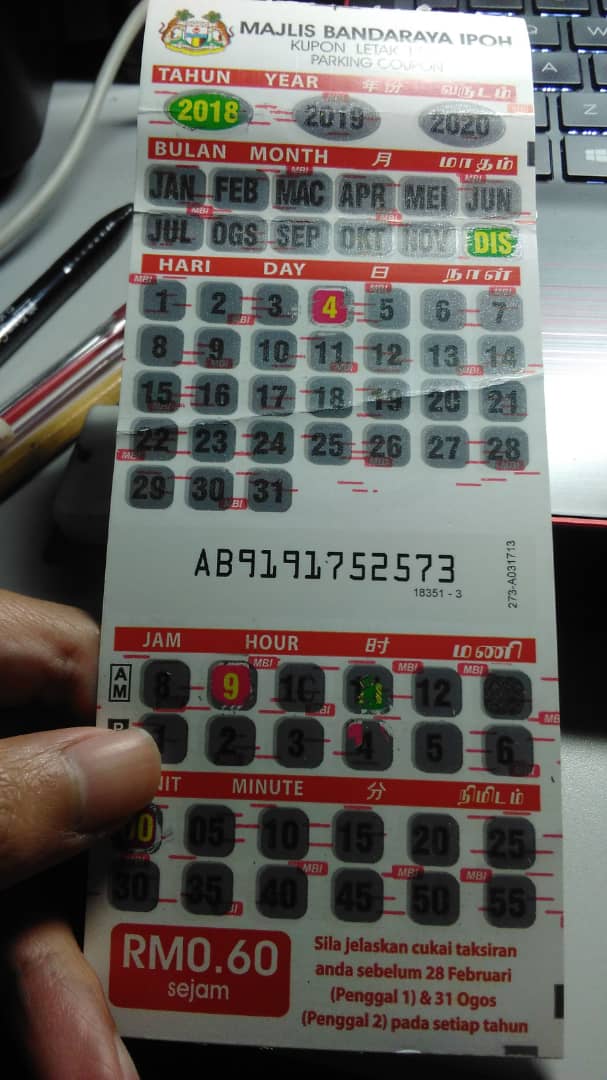 MAJLIS BANDARAYA IPOH
KUPON LETAK
PARKING COUPON
TAHUN YEAR 年份 வருடம்
2018 2019 2020
BULAN MONTH 月 மாதம்
JAN FEB MAC APR MEI JUN
JUL OGS SEP OKT NOV DIS
HARI DAY 日 நாள்
1 2 3 4 5 6 7
8 9 10 11 12 13 14
15 16 17 18 19 20 21
22 23 24 25 26 27 28
29 30 31
AB9191752573
18351 - 3
273-A031713
JAM HOUR 时 மணி
AM 8 9 10 12
1 2 3 4 5 6
MINUTE 分 நிமிடம்
00 05 10 15 20 25
30 35 40 45 50 55
RM0.60
sejam
Sila jelaskan cukai taksiran
anda sebelum 28 Februari
(Penggal 1) & 31 Ogos
(Penggal 2) pada setiap tahun